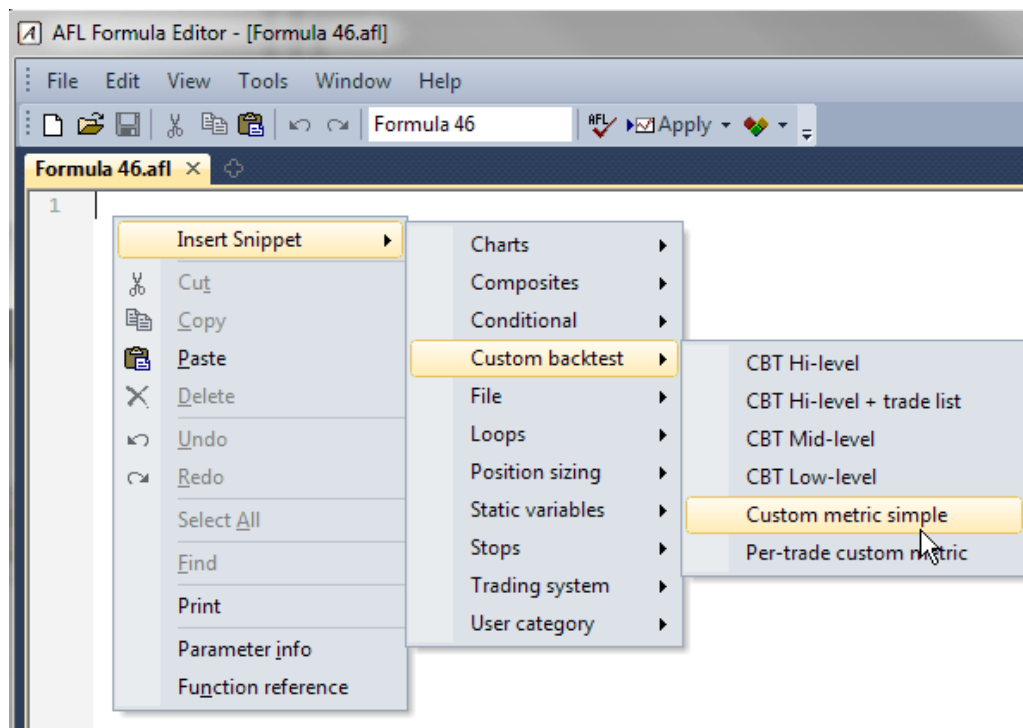 AFL Formula Editor - [Formula 46.afl]
File Edit View Tools Window Help
Formula 46 AFL Apply
Formula 46.afl
1
Insert Snippet
Cut
Copy
Paste
Delete
Undo
Redo
Select All
Find
Print
Parameter info
Function reference
Charts
Composites
Conditional
Custom backtest
File
Loops
Position sizing
Static variables
Stops
Trading system
User category
CBT Hi-level
CBT Hi-level + trade list
CBT Mid-level
CBT Low-level
Custom metric simple
Per-trade custom metric